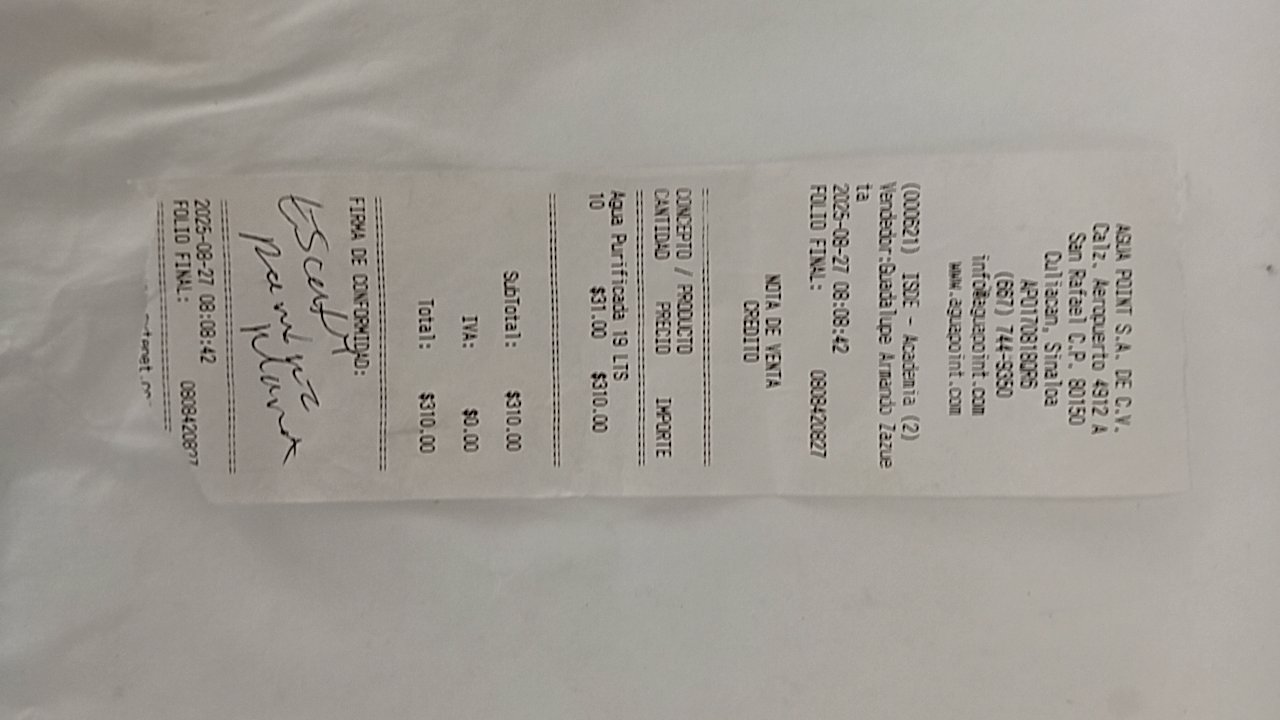 AGUA POINT S.A. DE C.V.
Calz. Aeropuerto 4912 A
San Rafael C.P. 80150
Culiacan, Sinaloa
APO170818QR5
(667) 744-9350
info@aguapoint.com
www.aguapoint.com
((000621) ISDE - Academia (2)
Vendedor:Guadalupe Armando Zazue
ta
2025-08-27 08:08:42
FOLIO FINAL: 0808420827
NOTA DE VENTA
CREDITO
CONCEPTO / PRODUCTO
CANTIDAD PRECIO IMPORTE
Agua Purificada 19 LTS
10 $31.00 $310.00
SubTotal: $310.00
IVA: $0.00
Total: $310.00
FIRMA DE CONFORMIDAD:
2025-08-27 08:08:42
FOLIO FINAL: 0808420827